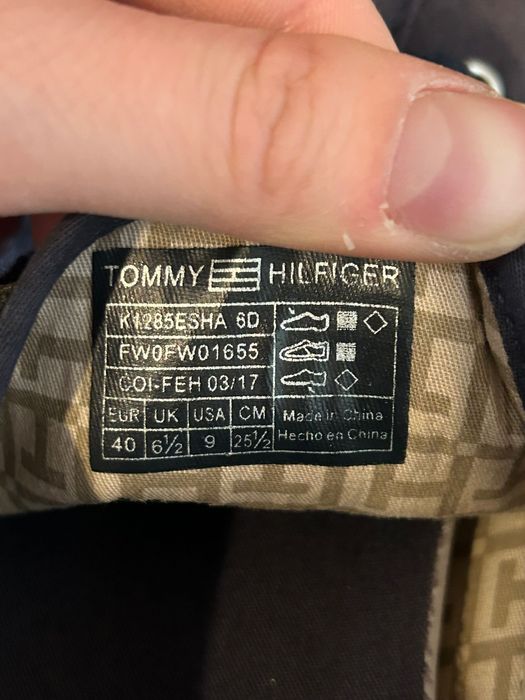 TOMMY HILFIGER
K1285ESHA 6D
FW0FW01655
COI-FEH 03/17
EUR UK USA CM
40 6½ 9 25½
Made in China
Hecho en China